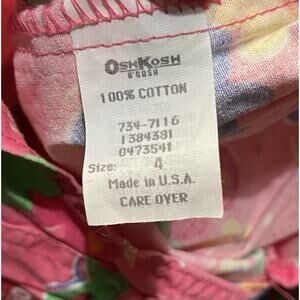 OSHKOSH
B'GOSH
100% COTTON
734-7116
1384381
0473541
Size: 4
Made in U.S.A.
CARE OVER